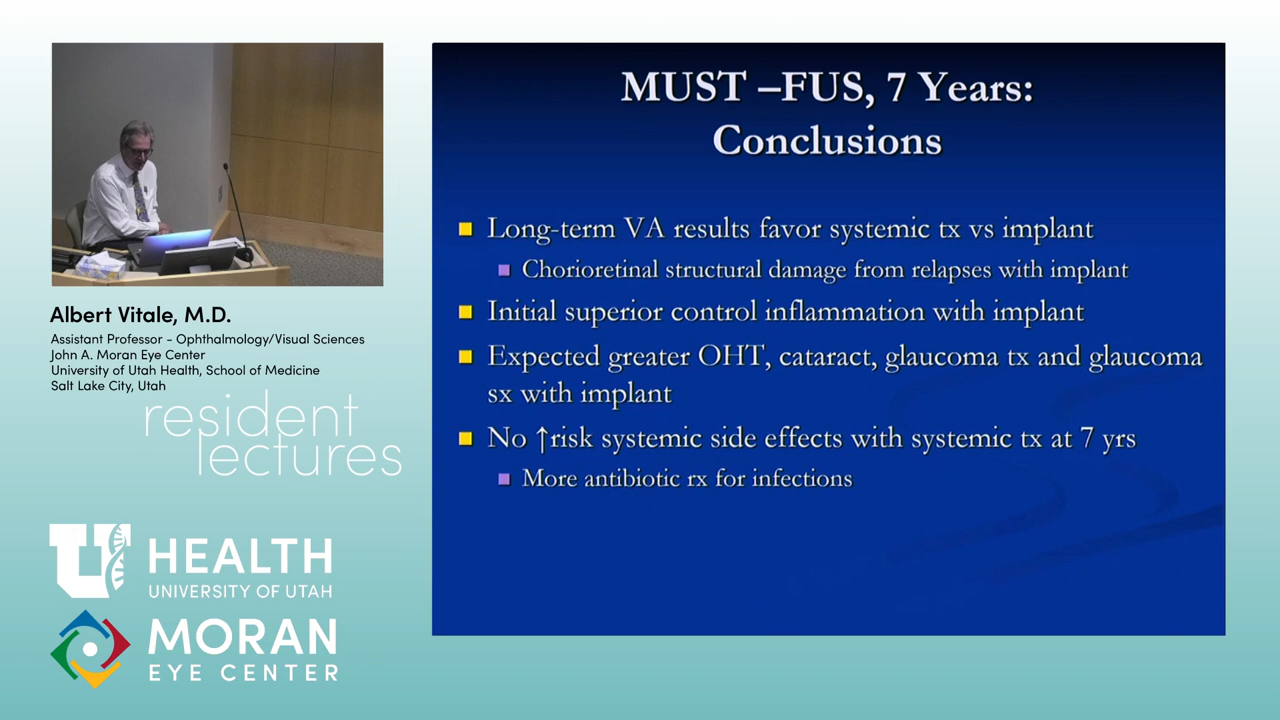 MUST –FUS, 7 Years:
Conclusions
Long-term VA results favor systemic tx vs implant
Chorioretinal structural damage from relapses with implant
Initial superior control inflammation with implant
Expected greater OHT, cataract, glaucoma tx and glaucoma
sx with implant
No ↑risk systemic side effects with systemic tx at 7 yrs
More antibiotic rx for infections
Albert Vitale, M.D.
Assistant Professor - Ophthalmology/Visual Sciences
John A. Moran Eye Center
University of Utah Health, School of Medicine
Salt Lake City, Utah
resident
lectures
U HEALTH
UNIVERSITY OF UTAH
MORAN
EYE CENTER